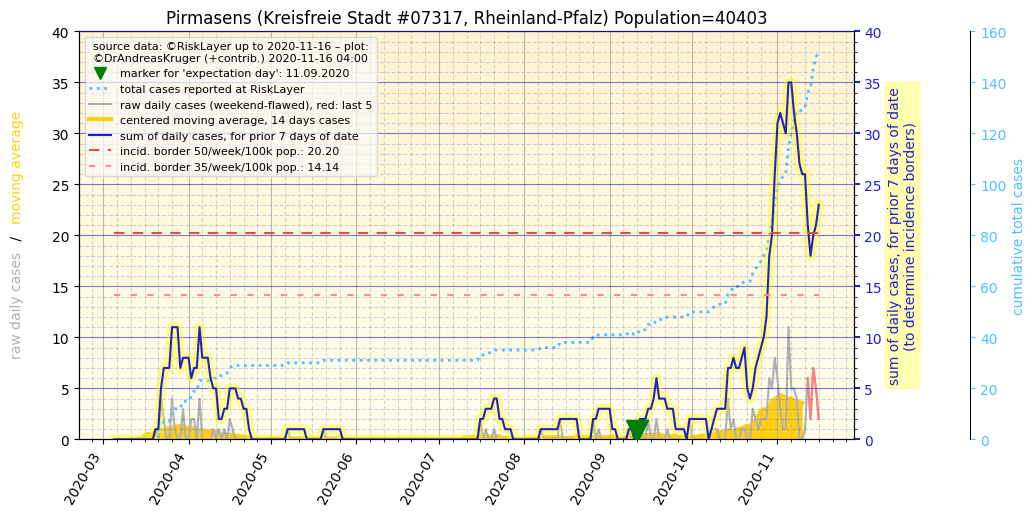 Pirmasens (Kreisfreie Stadt #07317, Rheinland-Pfalz) Population=40403
source data: ©RiskLayer up to 2020-11-16 – plot:
©DrAndreasKruger (+contrib.) 2020-11-16 04:00
marker for 'expectation day': 11.09.2020
total cases reported at RiskLayer
raw daily cases (weekend-flawed), red: last 5
centered moving average, 14 days cases
sum of daily cases, for prior 7 days of date
incid. border 50/week/100k pop.: 20.20
incid. border 35/week/100k pop.: 14.14
raw daily cases / moving average
40
35
30
25
20
15
10
5
0
2020-03
2020-04
2020-05
2020-06
2020-07
2020-08
2020-09
2020-10
2020-11
40
35
30
25
20
15
10
5
0
sum of daily cases, for prior 7 days of date
(to determine incidence borders)
160
140
120
100
80
60
40
20
0
cumulative total cases